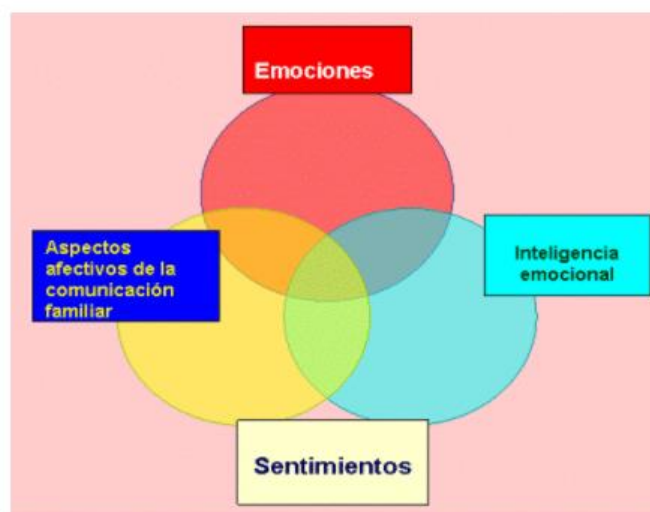 Emociones
Aspectos
afectivos de la
comunicación
familiar
Inteligencia
emocional
Sentimientos